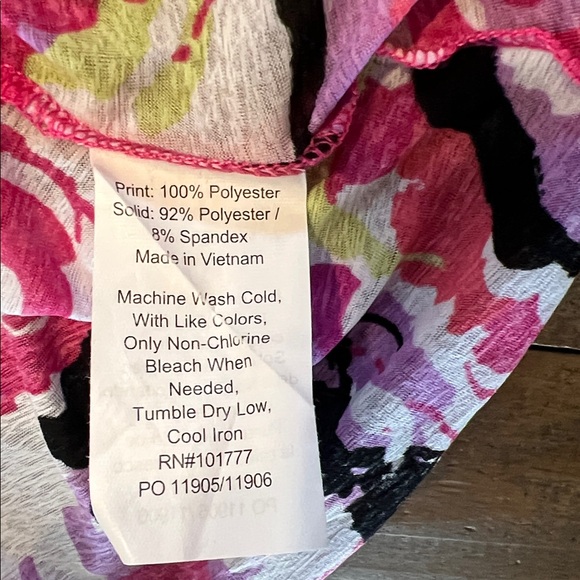 Print: 100% Polyester
Solid: 92% Polyester /
8% Spandex
Made in Vietnam
Machine Wash Cold,
With Like Colors,
Only Non-Chlorine
Bleach When
Needed,
Tumble Dry Low,
Cool Iron
RN#101777
PO 11905/11906